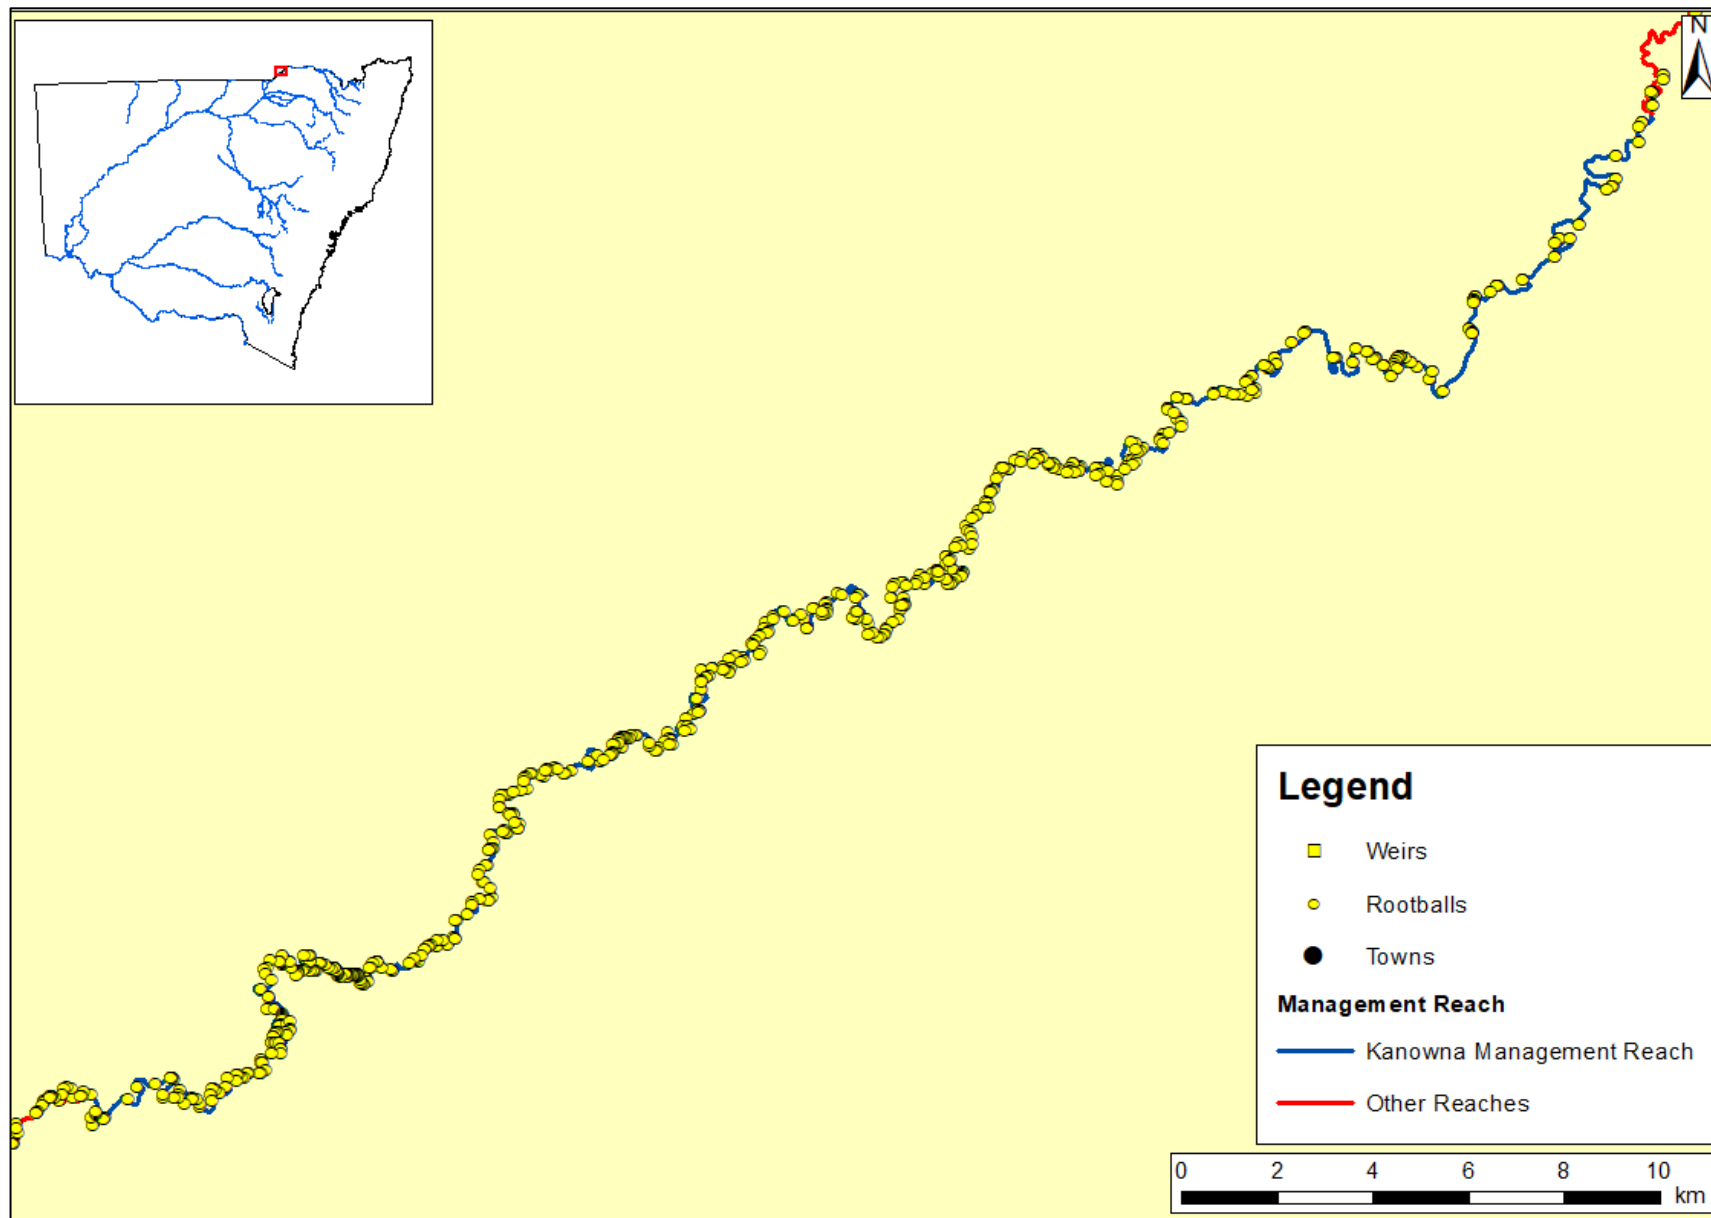 N
Legend
Weirs
Rootballs
Towns
Management Reach
Kanowna Management Reach
Other Reaches
0 2 4 6 8 10
km